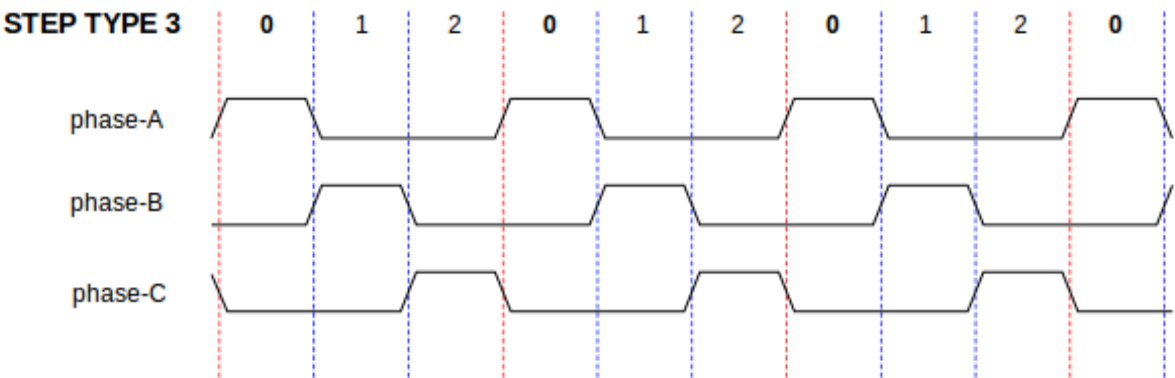 STEP TYPE 3 0 1 2 0 1 2 0 1 2 0
phase-A
phase-B
phase-C